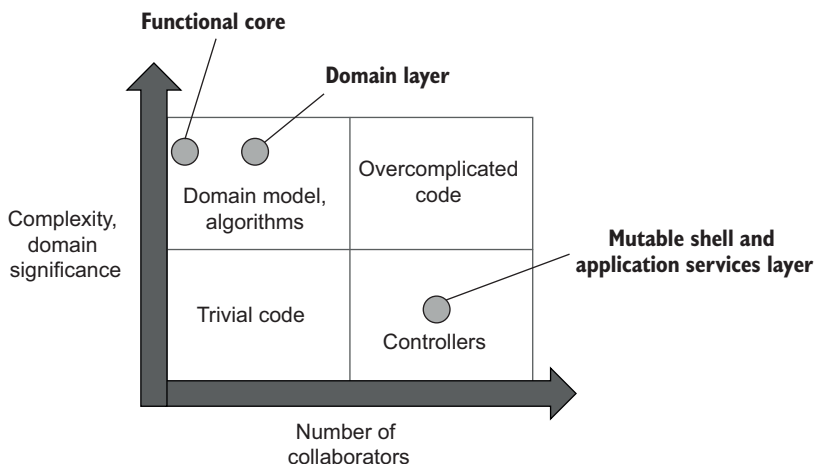 Functional core
Domain layer
Overcomplicated
code
Domain model,
algorithms
Complexity,
domain
significance
Mutable shell and
application services layer
Trivial code
Controllers
Number of
collaborators